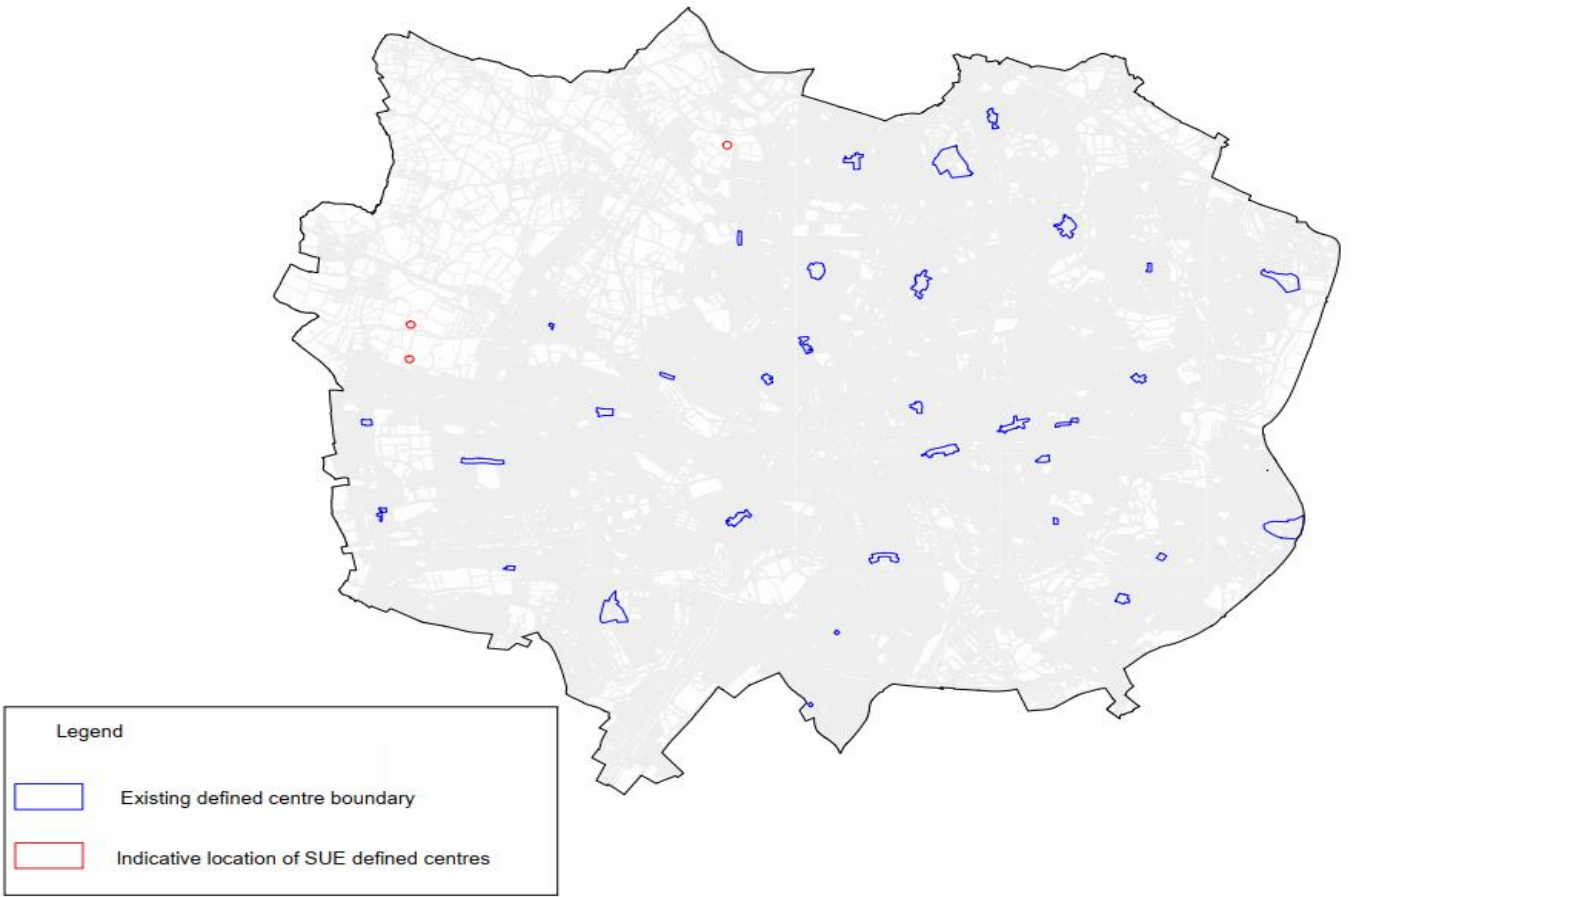 Legend
Existing defined centre boundary
Indicative location of SUE defined centres